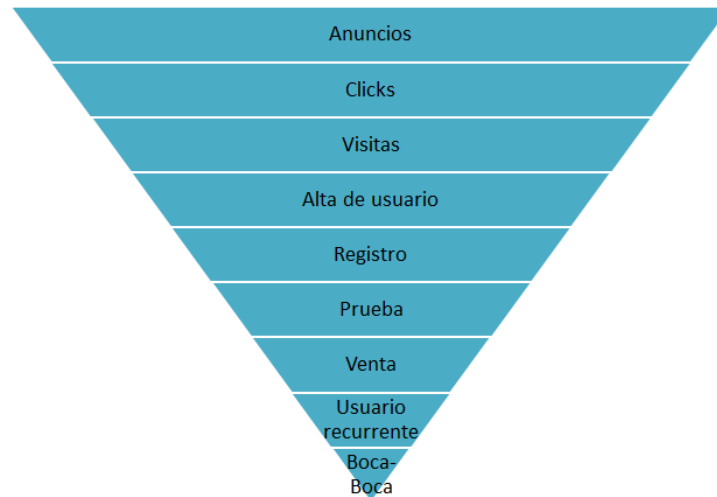 Anuncios
Clicks
Visitas
Alta de usuario
Registro
Prueba
Venta
Usuario
recurrente
Boca-
Boca